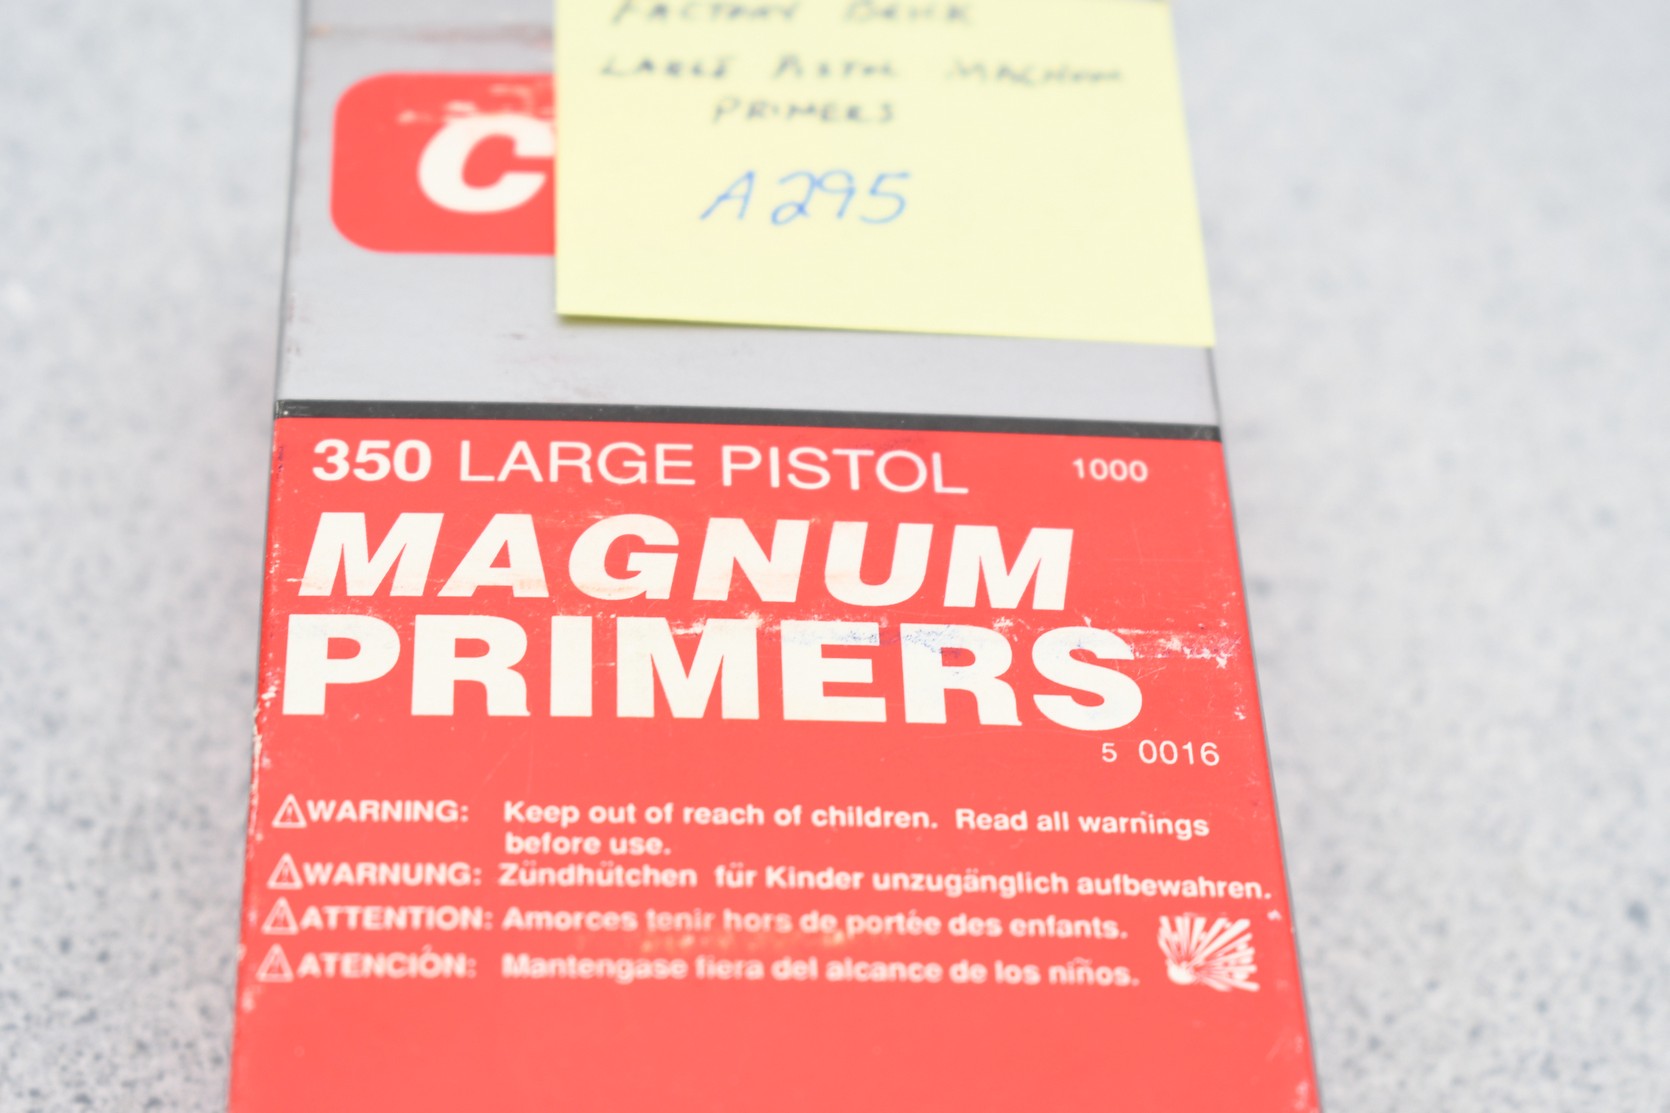 FACTORY BRICK
LARGE PISTOL MAGNUM
PRIMERS
A295
C
350 LARGE PISTOL 1000
MAGNUM
PRIMERS
5 0016
WARNING: Keep out of reach of children. Read all warnings
before use.
WARNUNG: Zündhütchen für Kinder unzugänglich aufbewahren.
ATTENTION: Amorces tenir hors de portée des enfants.
ATENCIÓN: Mantengase fiera del alcance de los niños.